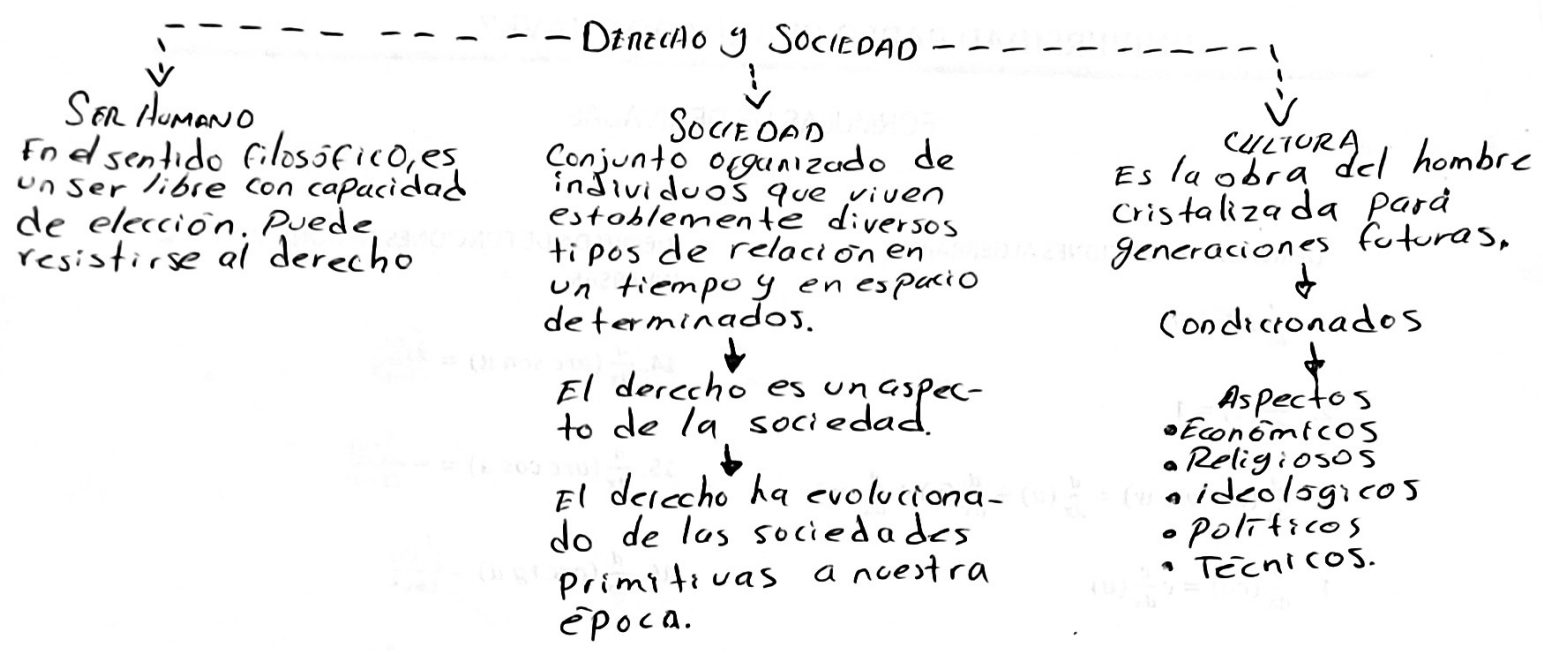 Derecho y Sociedad
Ser Humano
En el sentido filosófico, es
un ser libre con capacidad
de elección. Puede
resistirse al derecho
Sociedad
Conjunto organizado de
individuos que viven
establemente diversos
tipos de relación en
un tiempo y en espacio
determinados.
El derecho es un aspec-
to de la sociedad.
El derecho ha evoluciona-
do de las sociedades
primitivas a nuestra
época.
Cultura
Es la obra del hombre
cristalizada pará
generaciones futuras.
Condicionados
Aspectos
• Económicos
• Religiosos
• ideológicos
• Políticos
• Técnicos.